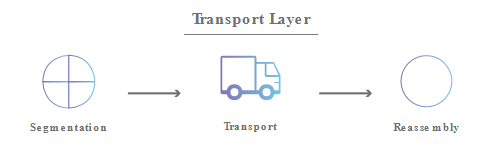 Transport Layer
Segmentation
Transport
Reassembly